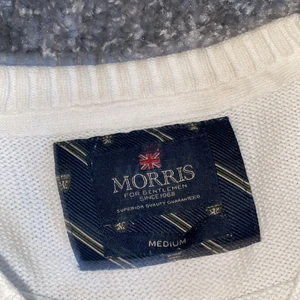 MORRIS
FOR GENTLEMEN
SINCE 1968
SUPERIOR QUALITY GUARANTEED
MEDIUM